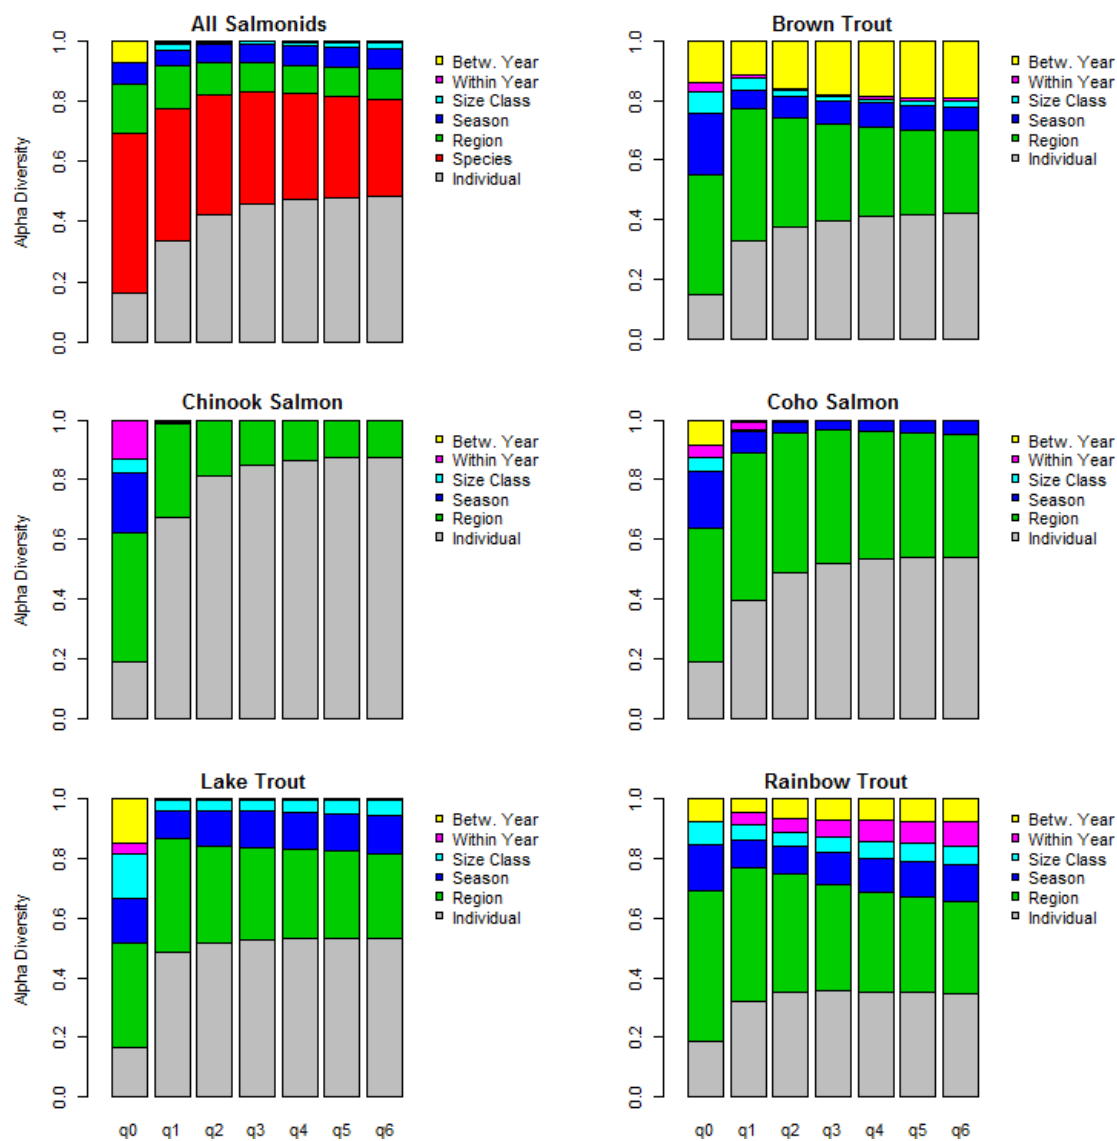 All Salmonids
Alpha Diversity
0.0 0.2 0.4 0.6 0.8 1.0
Betw. Year
Within Year
Size Class
Season
Region
Species
Individual
Brown Trout
0.0 0.2 0.4 0.6 0.8 1.0
Betw. Year
Within Year
Size Class
Season
Region
Individual
Chinook Salmon
Alpha Diversity
0.0 0.2 0.4 0.6 0.8 1.0
Betw. Year
Within Year
Size Class
Season
Region
Individual
Coho Salmon
0.0 0.2 0.4 0.6 0.8 1.0
Betw. Year
Within Year
Size Class
Season
Region
Individual
Lake Trout
Alpha Diversity
0.0 0.2 0.4 0.6 0.8 1.0
Betw. Year
Within Year
Size Class
Season
Region
Individual
q0 q1 q2 q3 q4 q5 q6
Rainbow Trout
0.0 0.2 0.4 0.6 0.8 1.0
Betw. Year
Within Year
Size Class
Season
Region
Individual
q0 q1 q2 q3 q4 q5 q6